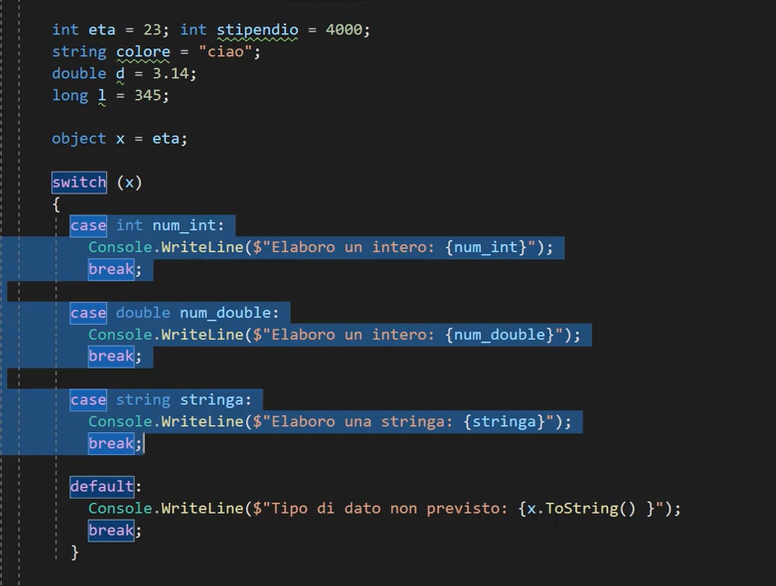 int eta = 23; int stipendio = 4000;
string colore = "ciao";
double d = 3.14;
long l = 345;
object x = eta;
switch (x)
{
case int num_int:
Console.WriteLine($"Elaboro un intero: {num_int}");
break;
case double num_double:
Console.WriteLine($"Elaboro un intero: {num_double}");
break;
case string stringa:
Console.WriteLine($"Elaboro una stringa: {stringa}");
break;
default:
Console.WriteLine($"Tipo di dato non previsto: {x.ToString() }");
break;
}